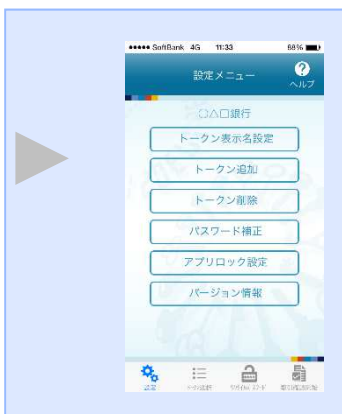 ●●●●● SoftBank 4G 11:33 68%
設定メニュー
?
ヘルプ
○△□銀行
トークン表示名設定
トークン追加
トークン削除
パスワード補正
アプリロック設定
バージョン情報
設定